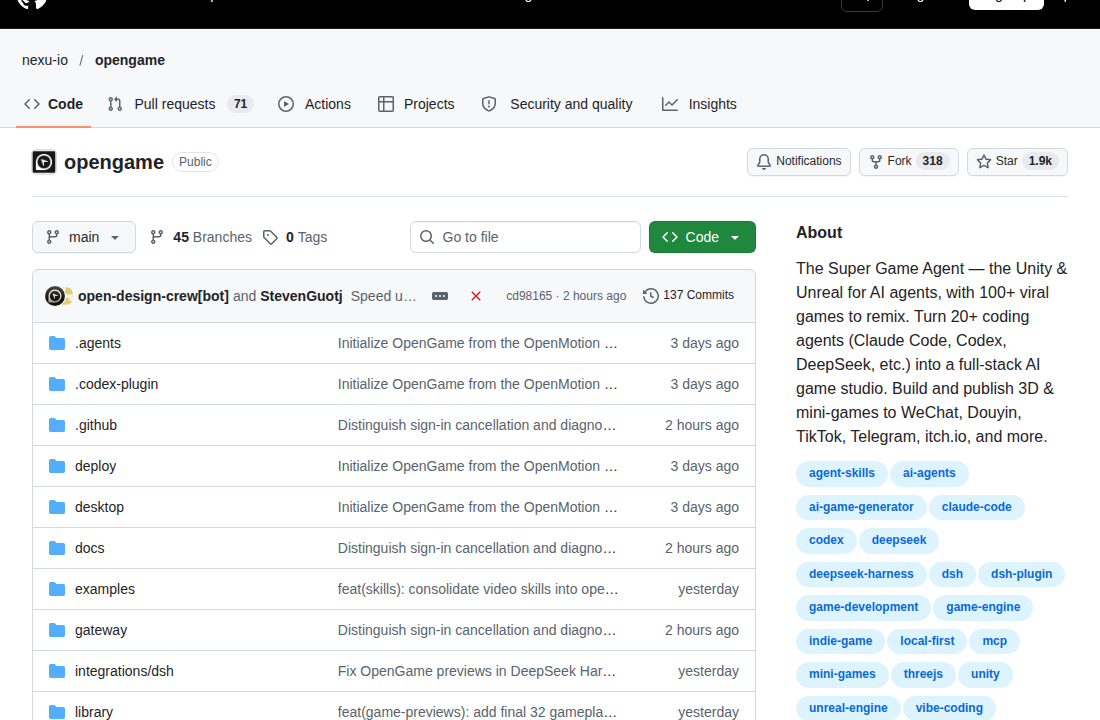 nexu-io / opengame
Code Pull requests 71 Actions Projects Security and quality Insights
opengame Public Notifications Fork 318 Star 1.9k
main 45 Branches 0 Tags Go to file Code
open-design-crew[bot] and StevenGuotj Speed u… cd98165 · 2 hours ago 137 Commits
.agents Initialize OpenGame from the OpenMotion … 3 days ago
.codex-plugin Initialize OpenGame from the OpenMotion … 3 days ago
.github Distinguish sign-in cancellation and diagno… 2 hours ago
deploy Initialize OpenGame from the OpenMotion … 3 days ago
desktop Initialize OpenGame from the OpenMotion … 3 days ago
docs Distinguish sign-in cancellation and diagno… 2 hours ago
examples feat(skills): consolidate video skills into ope… yesterday
gateway Distinguish sign-in cancellation and diagno… 2 hours ago
integrations/dsh Fix OpenGame previews in DeepSeek Har… yesterday
library feat(game-previews): add final 32 gamepla… yesterday
About
The Super Game Agent — the Unity &
Unreal for AI agents, with 100+ viral
games to remix. Turn 20+ coding
agents (Claude Code, Codex,
DeepSeek, etc.) into a full-stack AI
game studio. Build and publish 3D &
mini-games to WeChat, Douyin,
TikTok, Telegram, itch.io, and more.
agent-skills ai-agents
ai-game-generator claude-code
codex deepseek
deepseek-harness dsh dsh-plugin
game-development game-engine
indie-game local-first mcp
mini-games threejs unity
unreal-engine vibe-coding